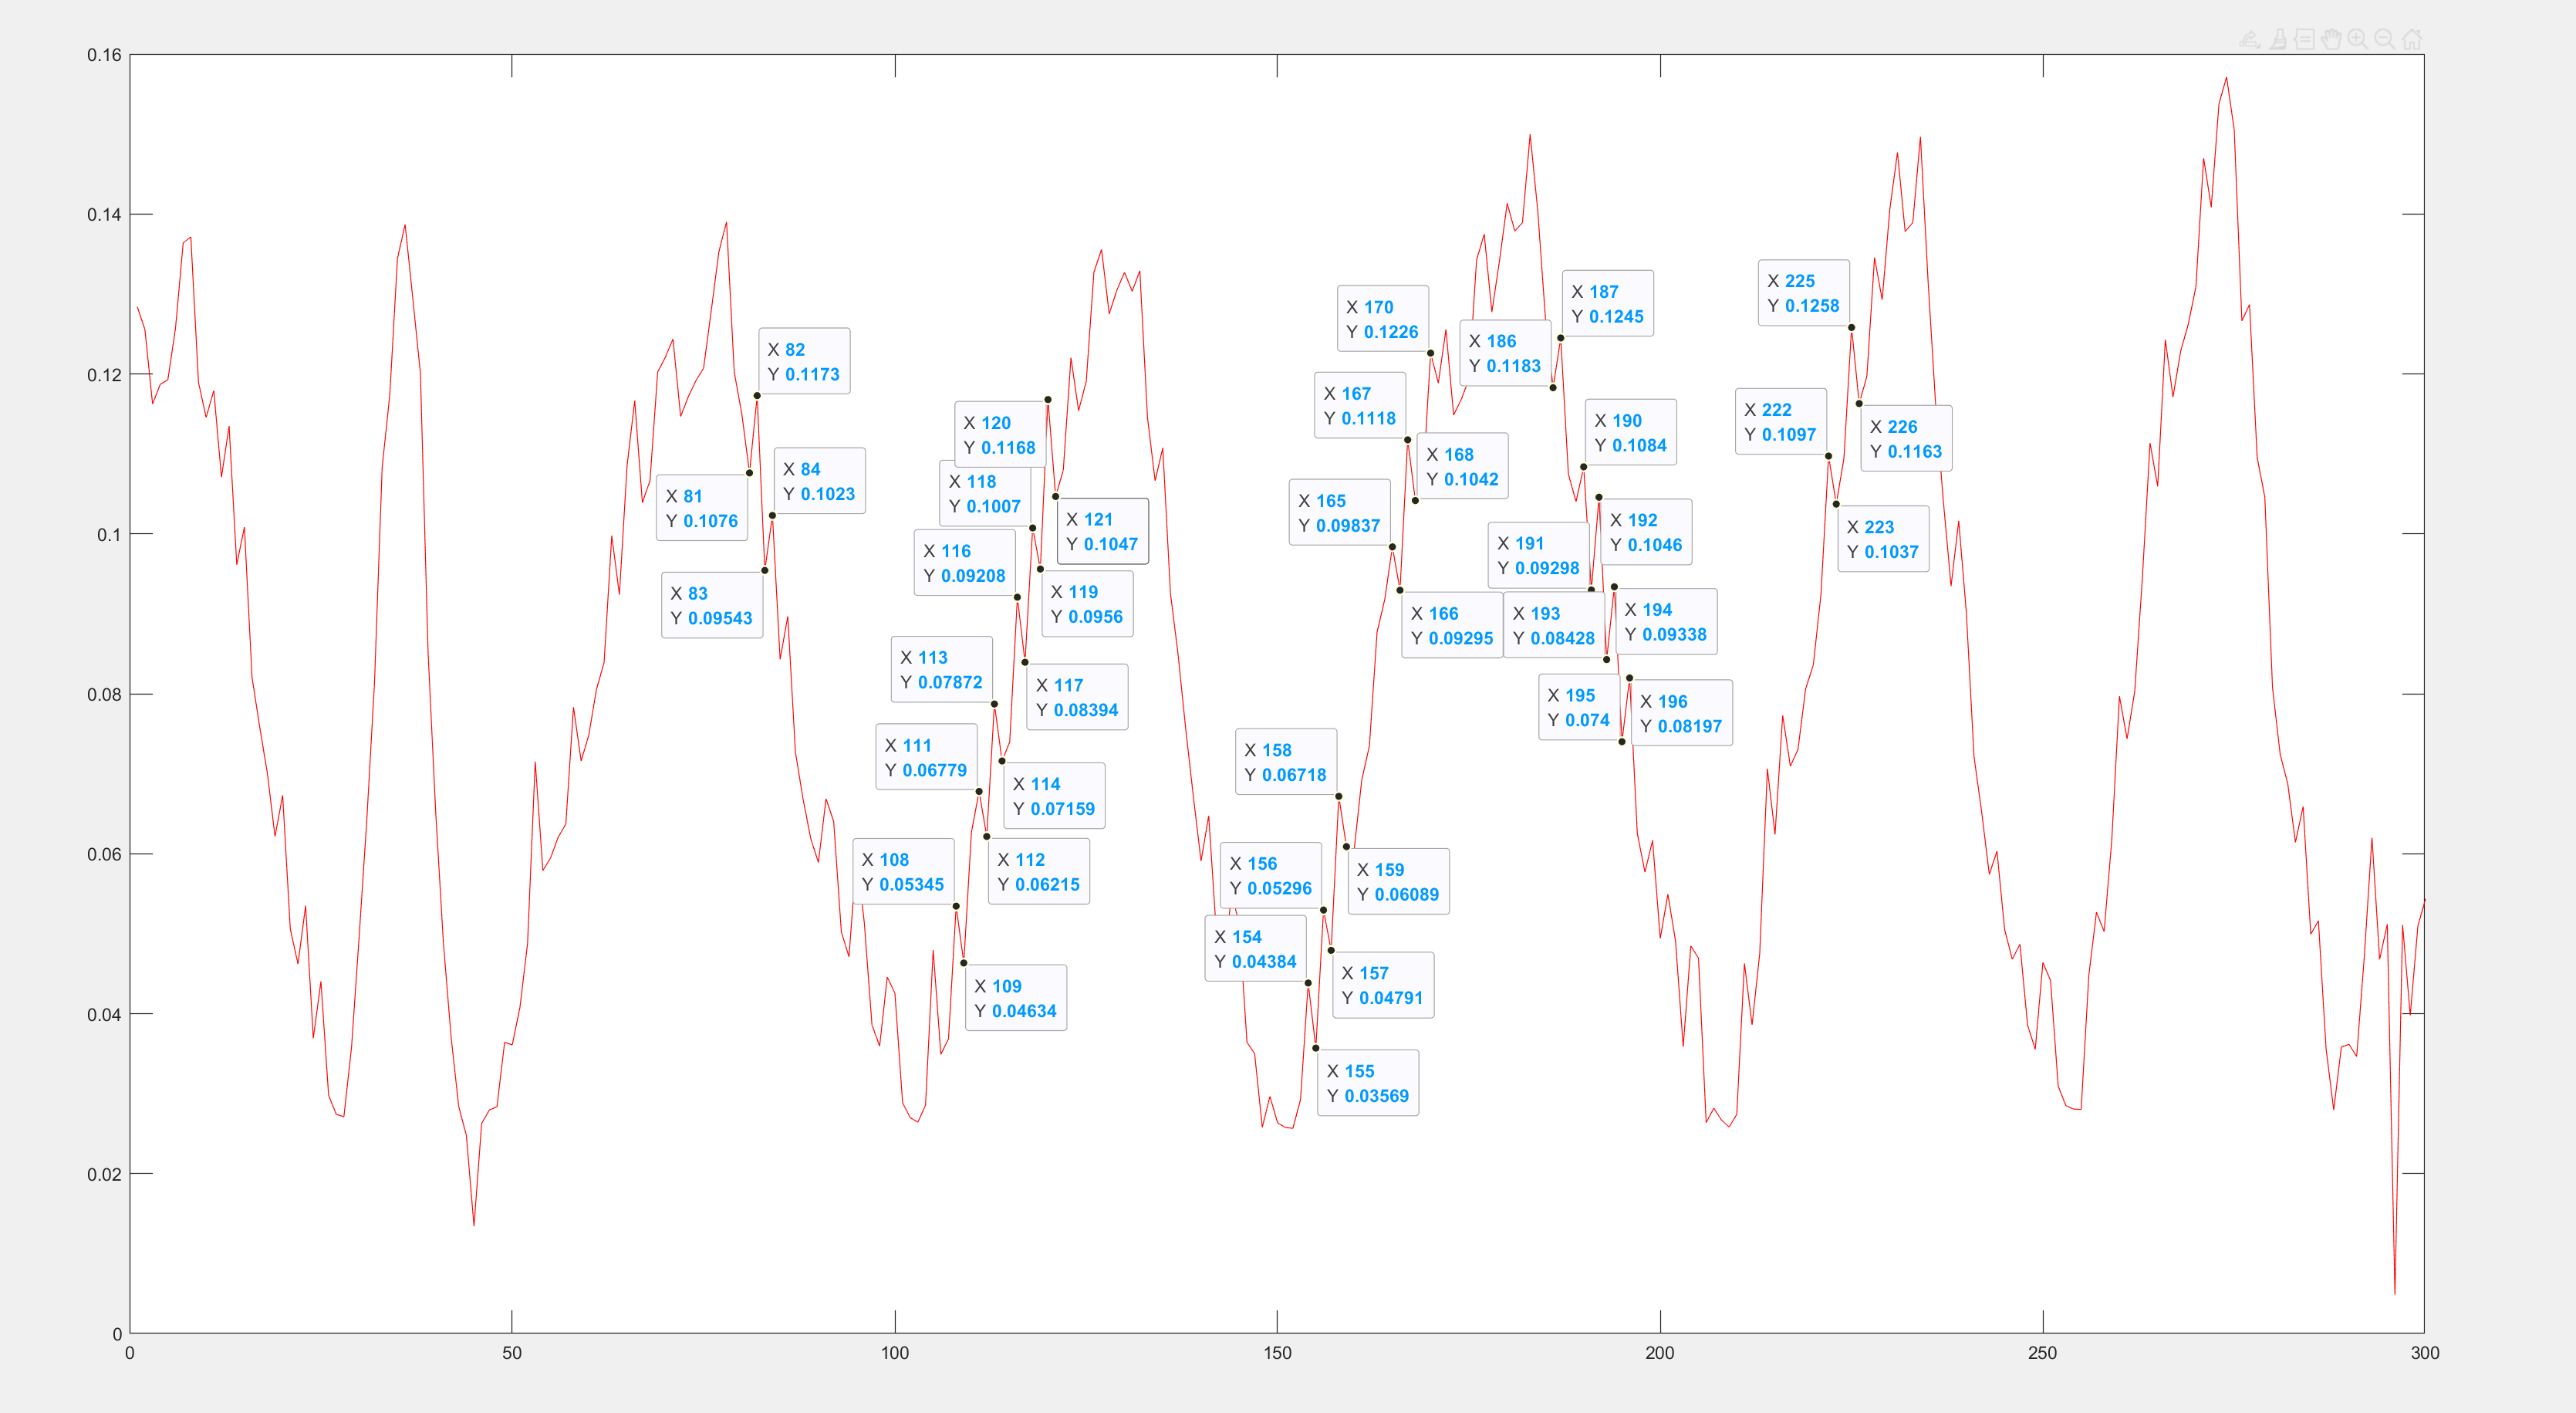 0.16
0.14
0.12
0.1
0.08
0.06
0.04
0.02
0
0
50
100
150
200
250
300
X 82
Y 0.1173
X 81
Y 0.1076
X 84
Y 0.1023
X 83
Y 0.09543
X 120
Y 0.1168
X 118
Y 0.1007
X 121
Y 0.1047
X 116
Y 0.09208
X 119
Y 0.0956
X 113
Y 0.07872
X 117
Y 0.08394
X 111
Y 0.06779
X 114
Y 0.07159
X 108
Y 0.05345
X 112
Y 0.06215
X 109
Y 0.04634
X 170
Y 0.1226
X 167
Y 0.1118
X 168
Y 0.1042
X 165
Y 0.09837
X 166
Y 0.09295
X 158
Y 0.06718
X 156
Y 0.05296
X 159
Y 0.06089
X 154
Y 0.04384
X 157
Y 0.04791
X 155
Y 0.03569
X 187
Y 0.1245
X 186
Y 0.1183
X 190
Y 0.1084
X 192
Y 0.1046
X 191
Y 0.09298
X 193
Y 0.08428
X 194
Y 0.09338
X 195
Y 0.074
X 196
Y 0.08197
X 225
Y 0.1258
X 222
Y 0.1097
X 226
Y 0.1163
X 223
Y 0.1037